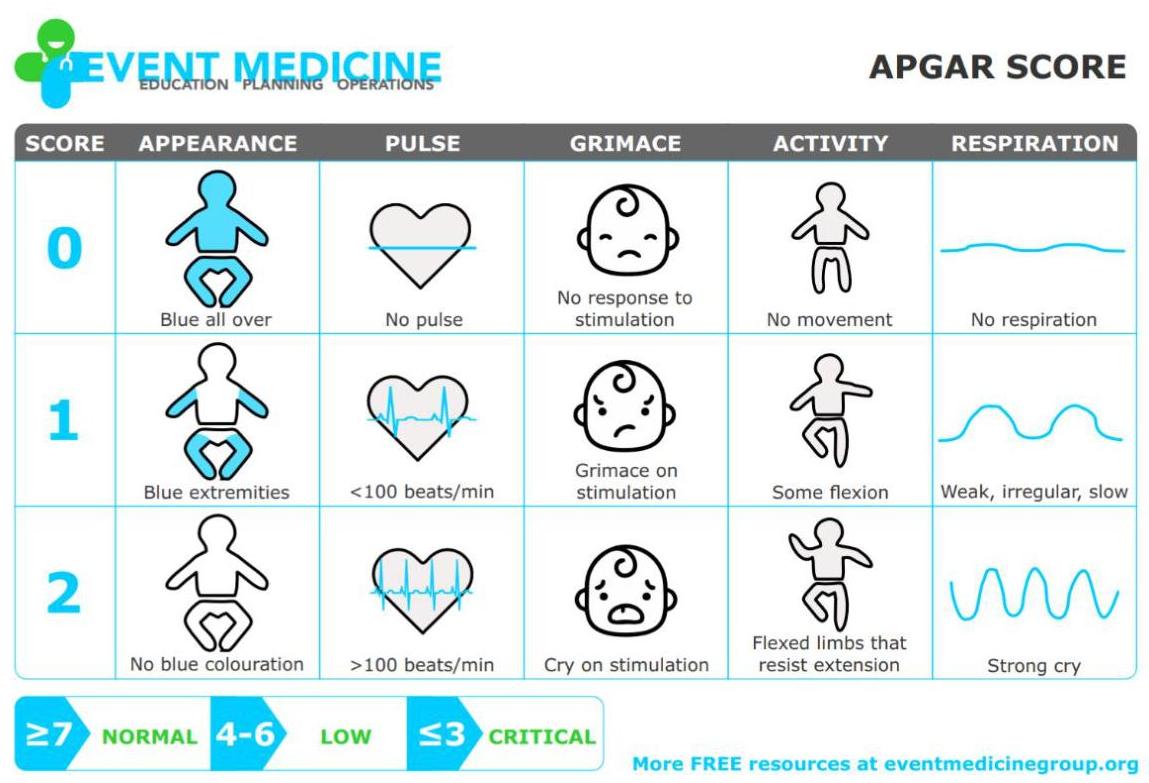 EVENT MEDICINE
EDUCATION PLANNING OPERATIONS
APGAR SCORE
SCORE APPEARANCE PULSE GRIMACE ACTIVITY RESPIRATION
0
Blue all over
No pulse
No response to
stimulation
No movement
No respiration
1
Blue extremities
<100 beats/min
Grimace on
stimulation
Some flexion
Weak, irregular, slow
2
No blue colouration
>100 beats/min
Cry on stimulation
Flexed limbs that
resist extension
Strong cry
≥7 NORMAL 4-6 LOW ≤3 CRITICAL
More FREE resources at eventmedicinegroup.org